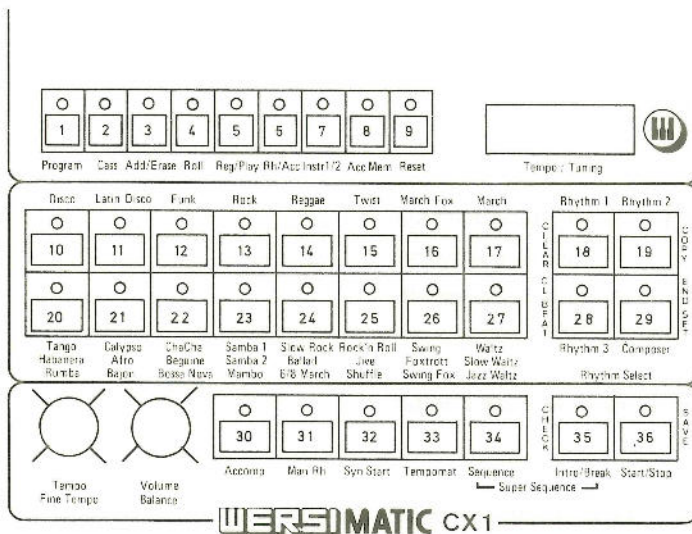 1 2 3 4 5 6 7 8 9
Program Cass Add/Erase Roll Reg/Play Rh/Acc Instr1/2 Acc Mem Reset
Tempo / Tuning
Disco Latin Disco Funk Rock Reggae Twist March Fox March Rhythm 1 Rhythm 2
10 11 12 13 14 15 16 17 CLEAR 18 19 COPY
20 21 22 23 24 25 26 27 CL BEAT 28 29 END SET
Tango Calypso ChaCha Samba 1 Slow Rock Rock'n Roll Swing Waltz Rhythm 3 Composer
Habanera Afro Beguine Samba 2 Ballad Jive Foxtrott Slow Waltz
Rumba Baion Bossa Nova Mambo 6/8 March Shuffle Swing Fox Jazz Waltz Rhythm Select
30 31 32 33 34 CHECK 35 36 SAVE
Accomp Man Rh Syn Start Tempomat Sequence Intro/Break Start/Stop
Tempo Volume Super Sequence
Fine Tempo Balance
WERSIMATIC CX1